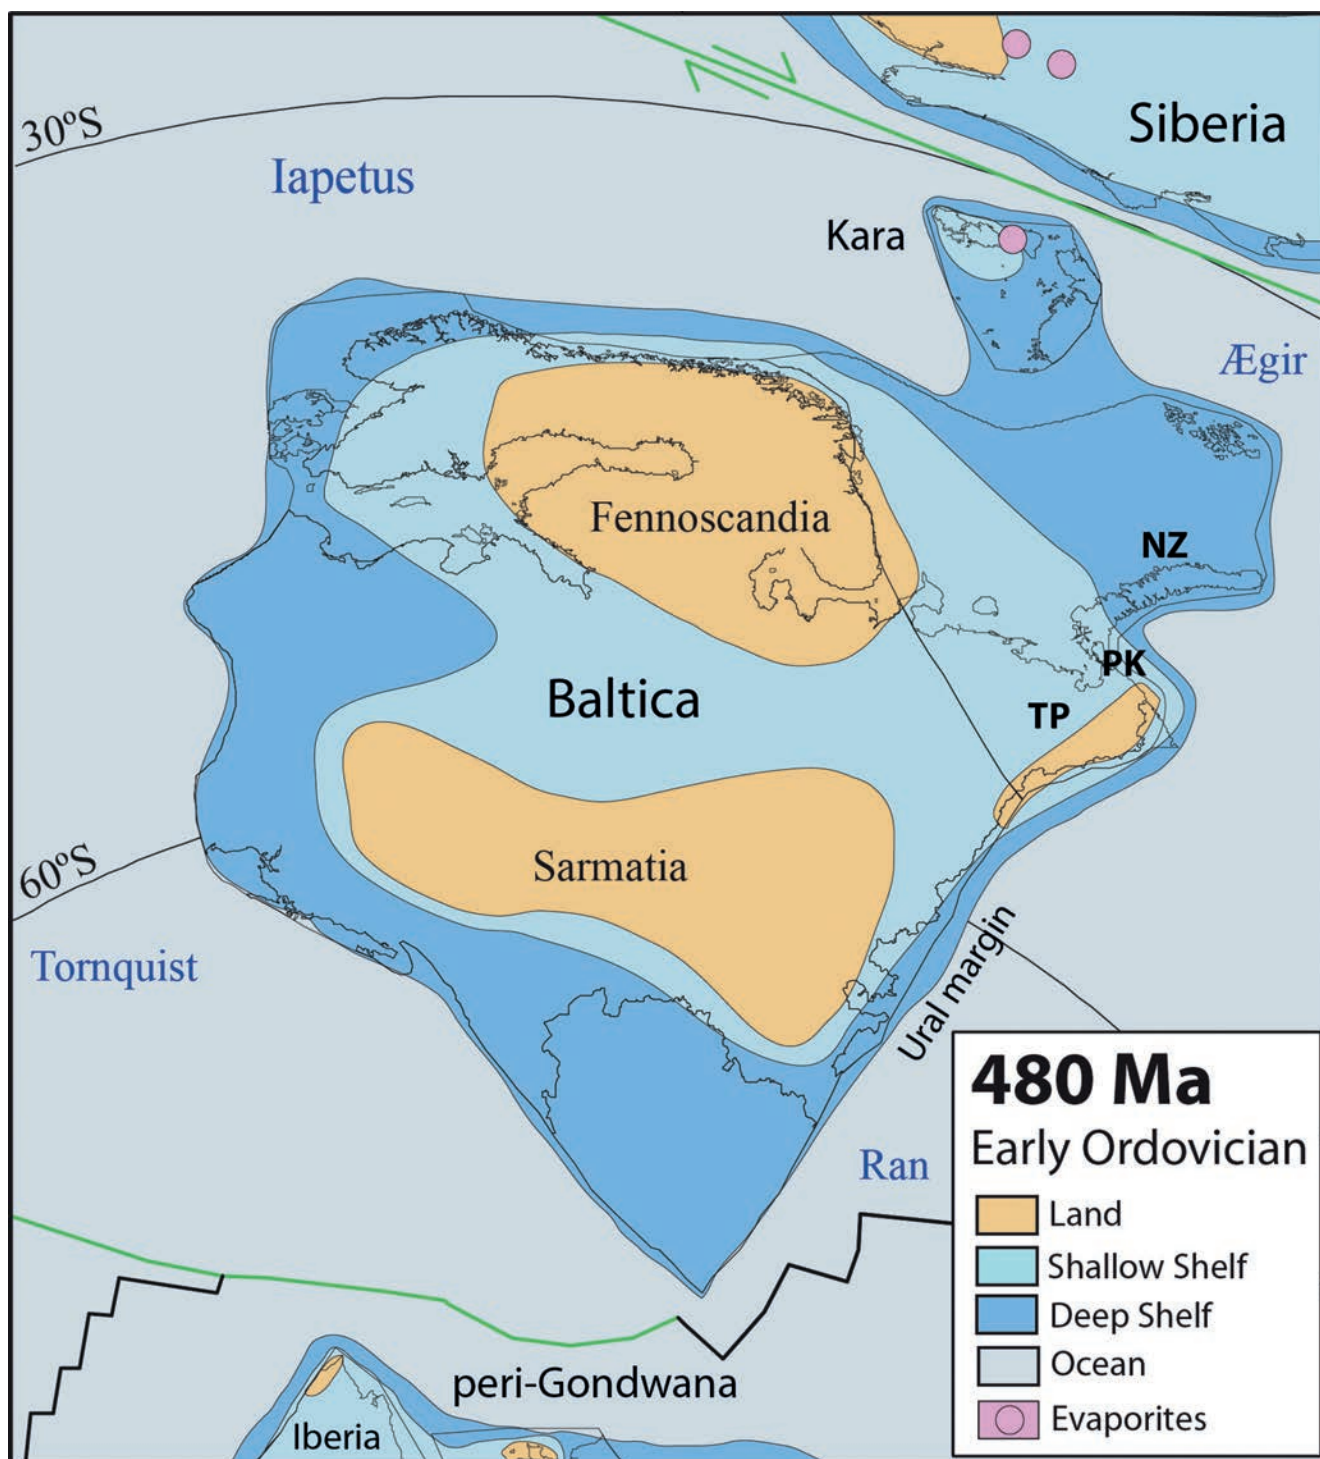 Siberia
30ºS
Iapetus
Kara
Ægir
Fennoscandia
NZ
PK
Baltica
TP
Sarmatia
60ºS
Tornquist
Ural margin
Ran
peri-Gondwana
Iberia
480 Ma
Early Ordovician
Land
Shallow Shelf
Deep Shelf
Ocean
Evaporites